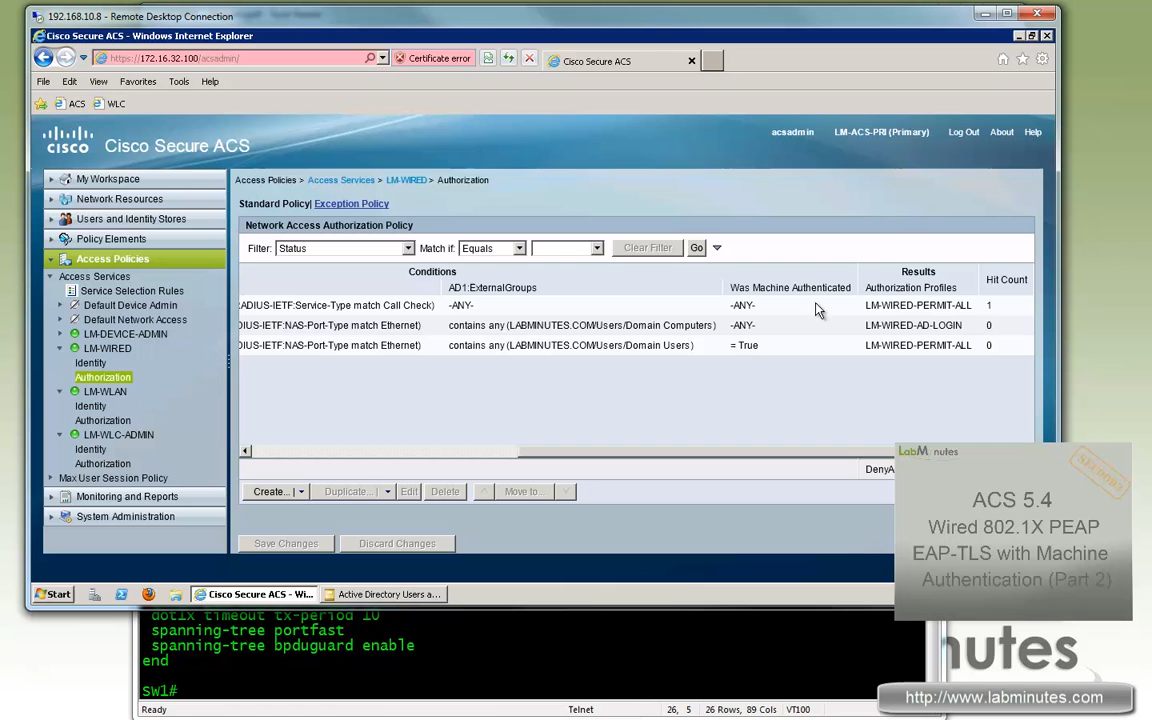 192.168.10.8 - Remote Desktop Connection
Cisco Secure ACS - Windows Internet Explorer
https://172.16.32.100/acsadmin/
Certificate error
Cisco Secure ACS
File Edit View Favorites Tools Help
ACS WLC
cisco Cisco Secure ACS
acsadmin LM-ACS-PRI (Primary) Log Out About Help
My Workspace
Network Resources
Users and Identity Stores
Policy Elements
Access Policies
Access Services
Service Selection Rules
Default Device Admin
Default Network Access
LM-DEVICE-ADMIN
LM-WIRED
Identity
Authorization
LM-WLAN
Identity
Authorization
LM-WLC-ADMIN
Identity
Authorization
Max User Session Policy
Monitoring and Reports
System Administration
Access Policies > Access Services > LM-WIRED > Authorization
Standard Policy| Exception Policy
Network Access Authorization Policy
Filter: Status Match if: Equals Clear Filter Go
Conditions Results Hit Count
AD1:ExternalGroups Was Machine Authenticated Authorization Profiles
ADIUS-IETF:Service-Type match Call Check) -ANY- -ANY- LM-WIRED-PERMIT-ALL 1
DIUS-IETF:NAS-Port-Type match Ethernet) contains any (LABMINUTES.COM/Users/Domain Computers) -ANY- LM-WIRED-AD-LOGIN 0
DIUS-IETF:NAS-Port-Type match Ethernet) contains any (LABMINUTES.COM/Users/Domain Users) = True LM-WIRED-PERMIT-ALL 0
DenyA
Create... Duplicate... Edit Delete Move to...
Save Changes Discard Changes
Start Cisco Secure ACS - Wi... Active Directory Users a...
LabM nutes
SEC0092
ACS 5.4
Wired 802.1X PEAP
EAP-TLS with Machine
Authentication (Part 2)
dot1x timeout tx-period 10
spanning-tree portfast
spanning-tree bpduguard enable
end
sw1#
Ready Telnet 26, 5 26 Rows, 89 Cols VT100
nutes
http://www.labminutes.com